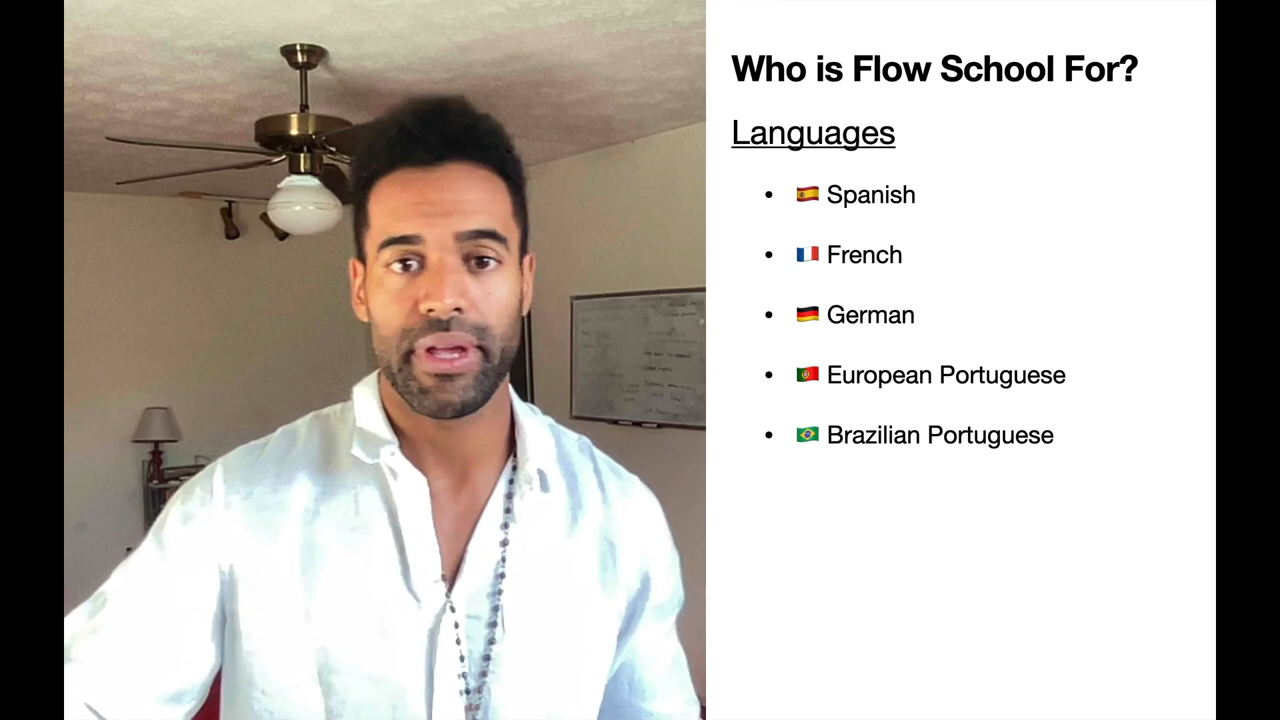 Who is Flow School For?
Languages
• 🇪🇸 Spanish
• 🇫🇷 French
• 🇩🇪 German
• 🇵🇹 European Portuguese
• 🇧🇷 Brazilian Portuguese